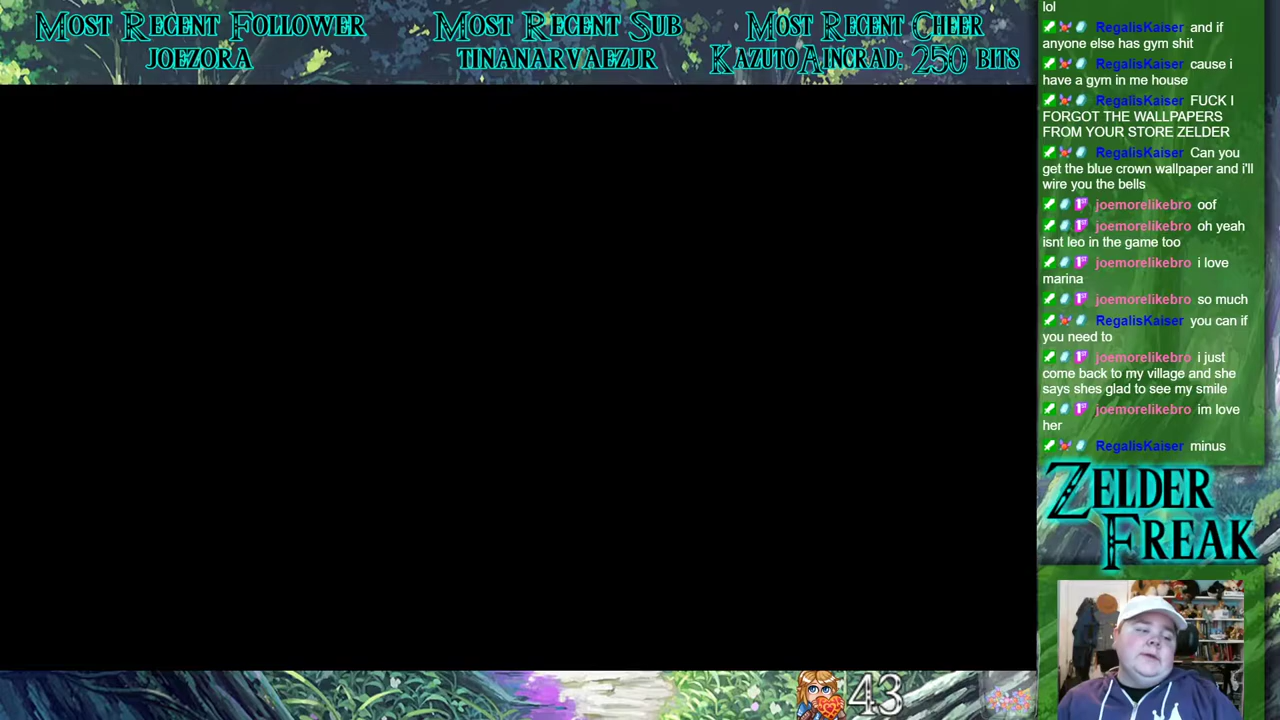 Most Recent Follower
joezora
Most Recent Sub
tinanarvaezjr
Most Recent Cheer
KazutoAincrad: 250 bits
lol
RegalisKaiser and if
anyone else has gym shit
RegalisKaiser cause i
have a gym in me house
RegalisKaiser FUCK I
FORGOT THE WALLPAPERS
FROM YOUR STORE ZELDER
RegalisKaiser Can you
get the blue crown wallpaper and i'll
wire you the bells
joemorelikebro oof
joemorelikebro oh yeah
isnt leo in the game too
joemorelikebro i love
marina
joemorelikebro so much
RegalisKaiser you can if
you need to
joemorelikebro i just
come back to my village and she
says shes glad to see my smile
joemorelikebro im love
her
RegalisKaiser minus
Zelder
Freak
43